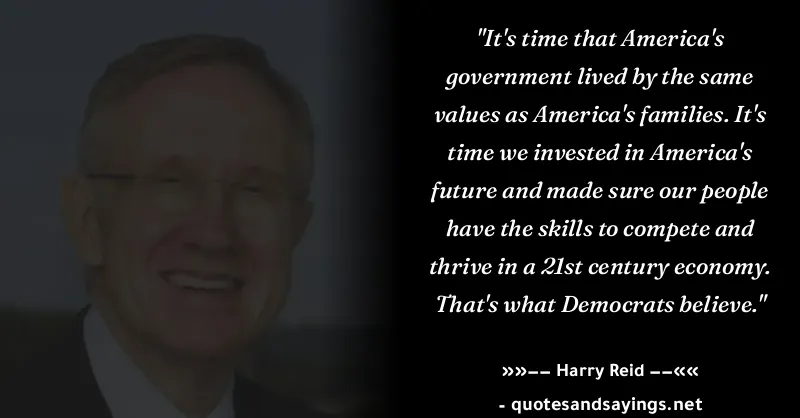 "It's time that America's
government lived by the same
values as America's families. It's
time we invested in America's
future and made sure our people
have the skills to compete and
thrive in a 21st century economy.
That's what Democrats believe."
»»–– Harry Reid ––««
- quotesandsayings.net